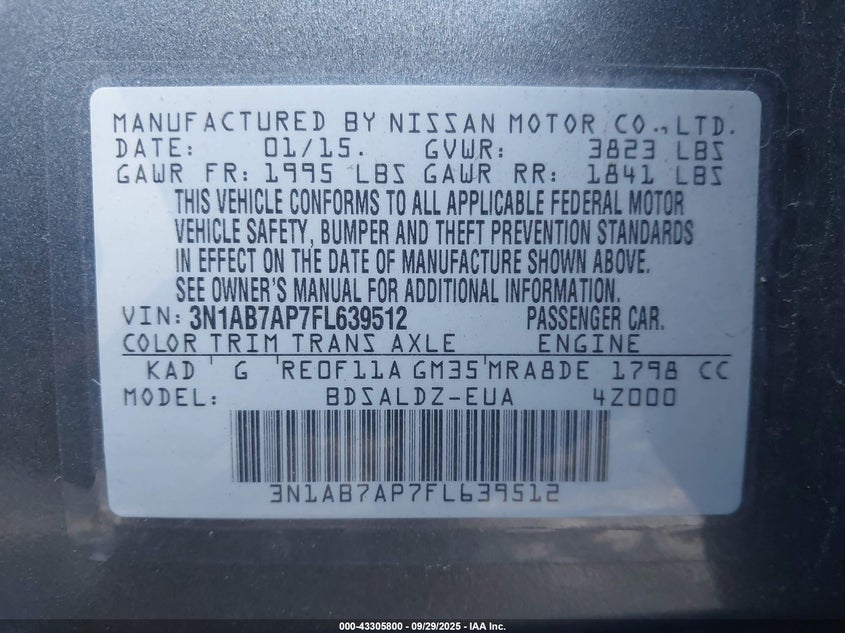 MANUFACTURED BY NISSAN MOTOR CO., LTD.
DATE: 01/15. GVWR: 3823 LBS
GAWR FR: 1995 LBS GAWR RR: 1841 LBS
THIS VEHICLE CONFORMS TO ALL APPLICABLE FEDERAL MOTOR
VEHICLE SAFETY, BUMPER AND THEFT PREVENTION STANDARDS
IN EFFECT ON THE DATE OF MANUFACTURE SHOWN ABOVE.
SEE OWNER'S MANUAL FOR ADDITIONAL INFORMATION.
VIN: 3N1AB7AP7FL639512 PASSENGER CAR.
COLOR TRIM TRANS AXLE ENGINE
KAD G RE0F11A GM35 MRA8DE 1798 CC
MODEL: BDSALDZ-EUA 4Z000
3N1AB7AP7FL639512
000-43305800 - 09/29/2025 - IAA Inc.